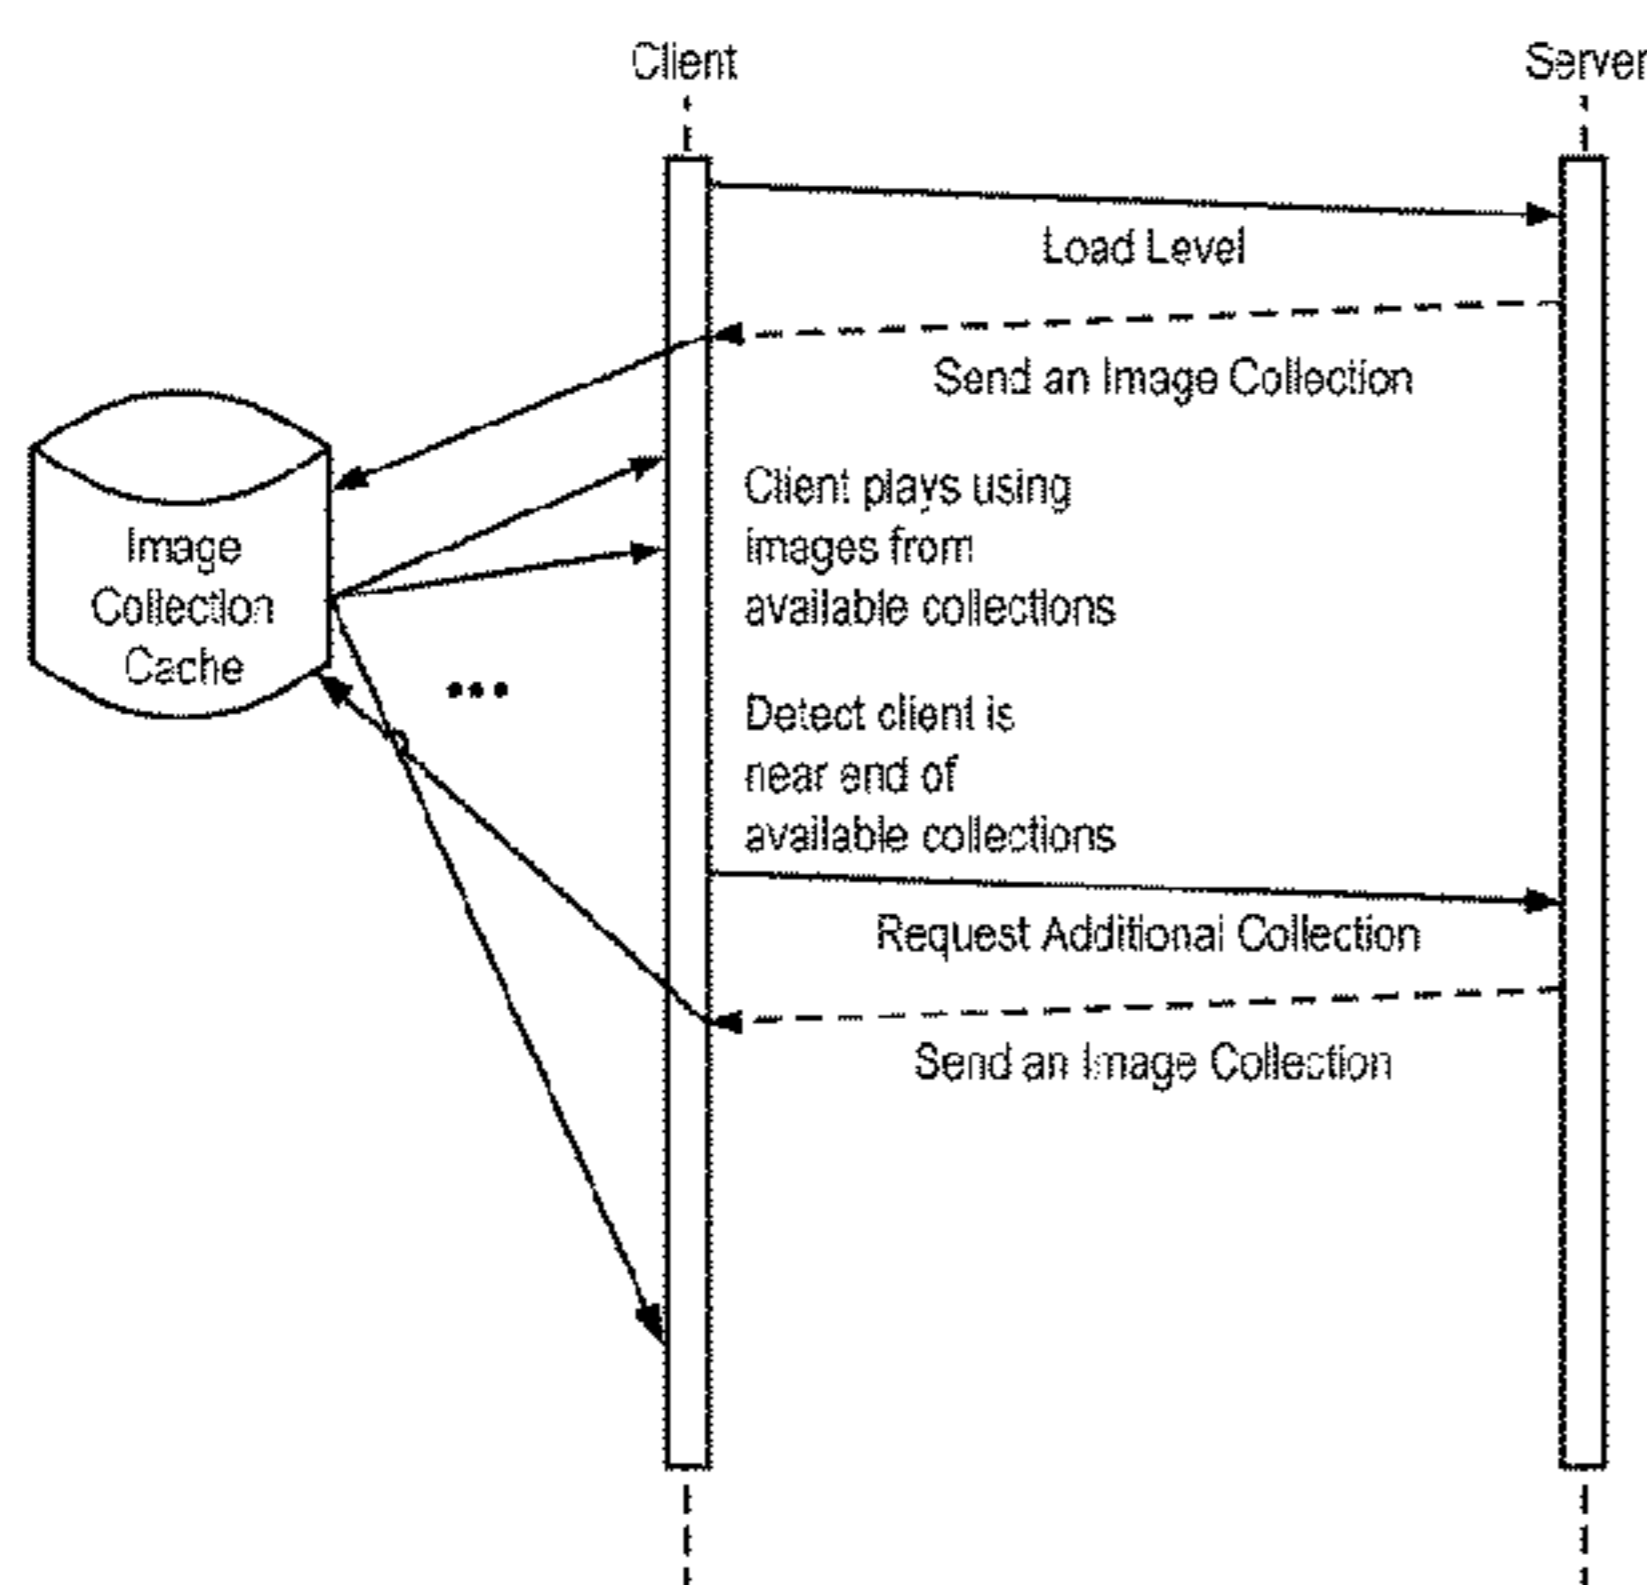 Client
Server
Load Level
Send an Image Collection
Image
Collection
Cache
Client plays using
images from
available collections
...
Detect client is
near end of
available collections
Request Additional Collection
Send an Image Collection